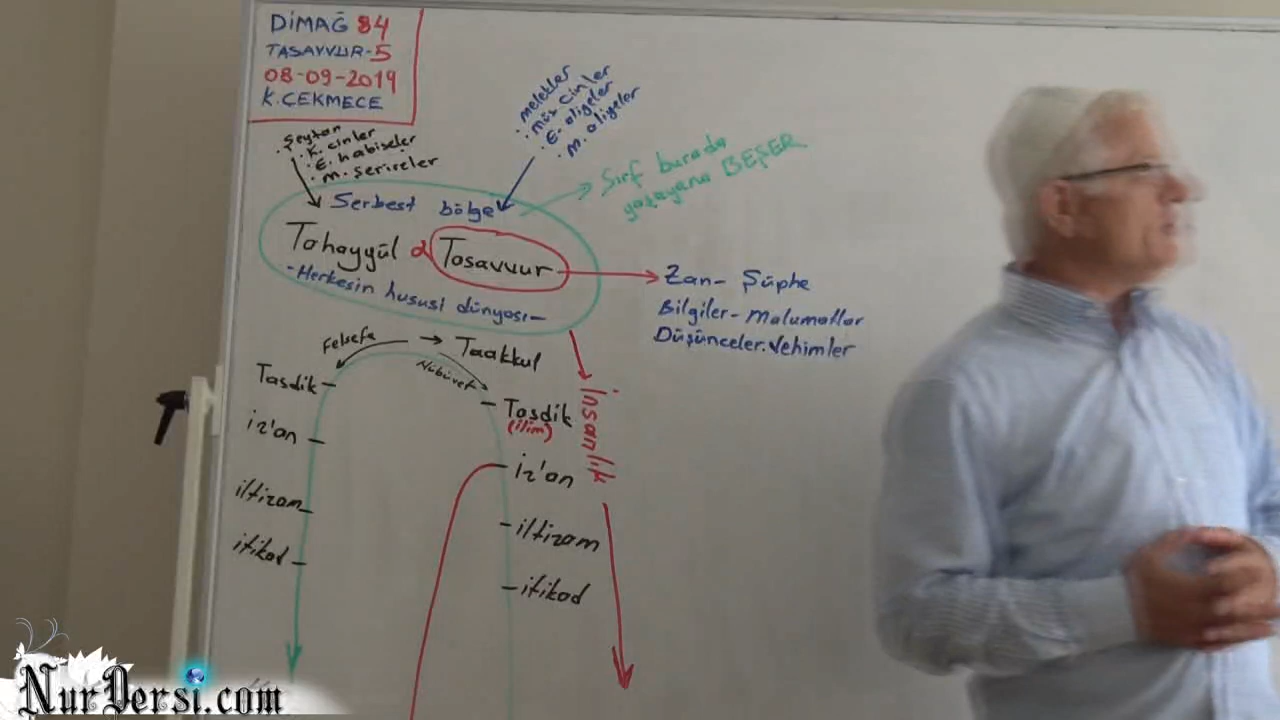 DİMAĞ 84
TASAVVUR-5
08-09-2019
K.ÇEKMECE
. Şeytan
. K. cinler
. E. habiseler
. M. şerireler
. melekler
. müs cinler
. E. aliyeler
. M. aliyeler
Sırf burada
yaşayana BEŞER
Serbest bölge
Tahayyül & Tasavvur
-Herkesin hususi dünyası-
Zan- Şüphe
Bilgiler- Malumatlar
Düşünceler. Vehimler
Felsefe
Taakkul
Nübüvvet
Tasdik
iz'an
iltizam
itikad
Tasdik
(ilim)
iz'an
iltizam
itikad
İnsanlık
NurDersi.com